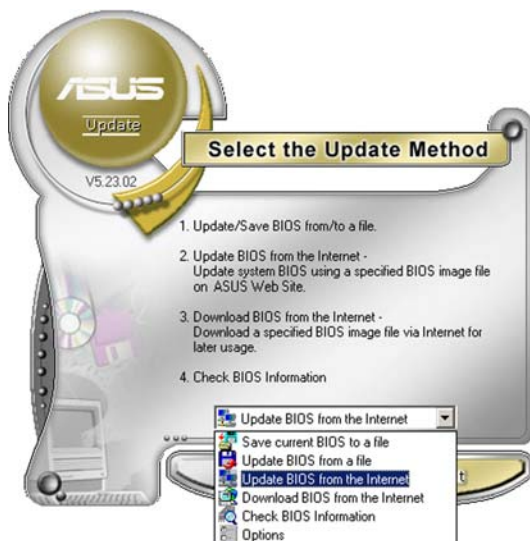 ASUS
Update
V5.23.02
Select the Update Method
1. Update/Save BIOS from/to a file.
2. Update BIOS from the Internet -
Update system BIOS using a specified BIOS image file
on ASUS Web Site.
3. Download BIOS from the Internet -
Download a specified BIOS image file via Internet for
later usage.
4. Check BIOS Information
Update BIOS from the Internet
Save current BIOS to a file
Update BIOS from a file
Update BIOS from the Internet
Download BIOS from the Internet
Check BIOS Information
Options